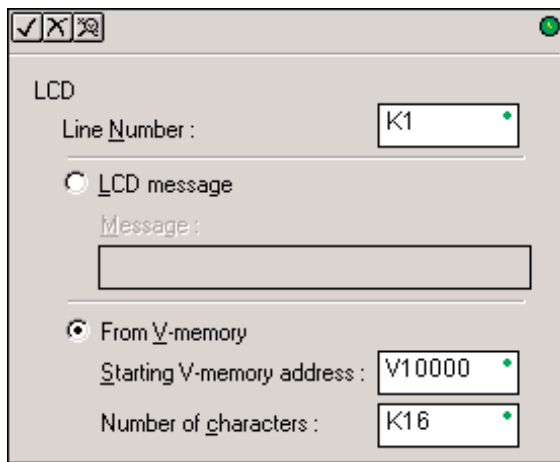 LCD
Line Number : K1
LCD message
Message :
From V-memory
Starting V-memory address : V10000
Number of characters : K16